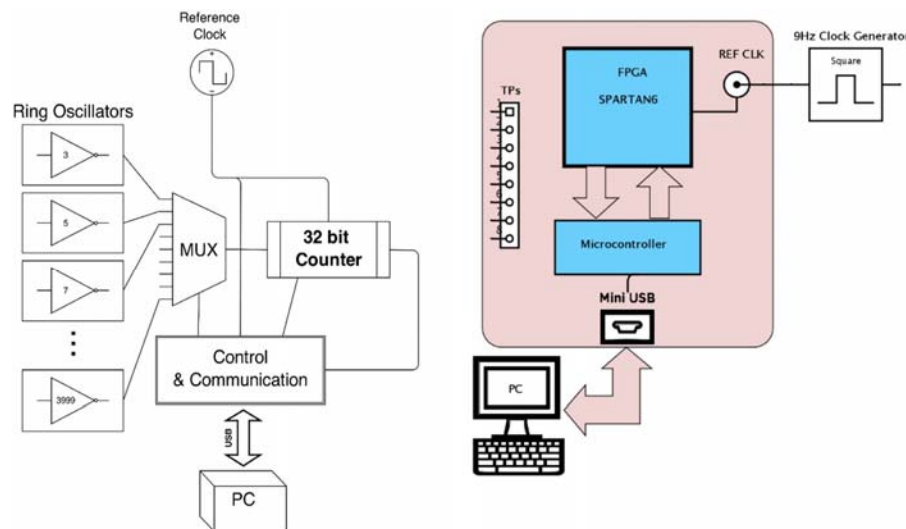 Reference
Clock
Ring Oscillators
3
5
7
3999
MUX
32 bit
Counter
Control
& Communication
USB
PC
FPGA
SPARTAN6
REF CLK
9Hz Clock Generator
Square
TPs
Microcontroller
Mini USB
PC